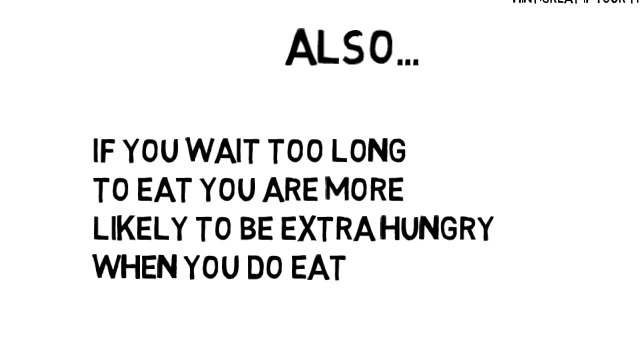 ALSO...
IF YOU WAIT TOO LONG
TO EAT YOU ARE MORE
LIKELY TO BE EXTRA HUNGRY
WHEN YOU DO EAT